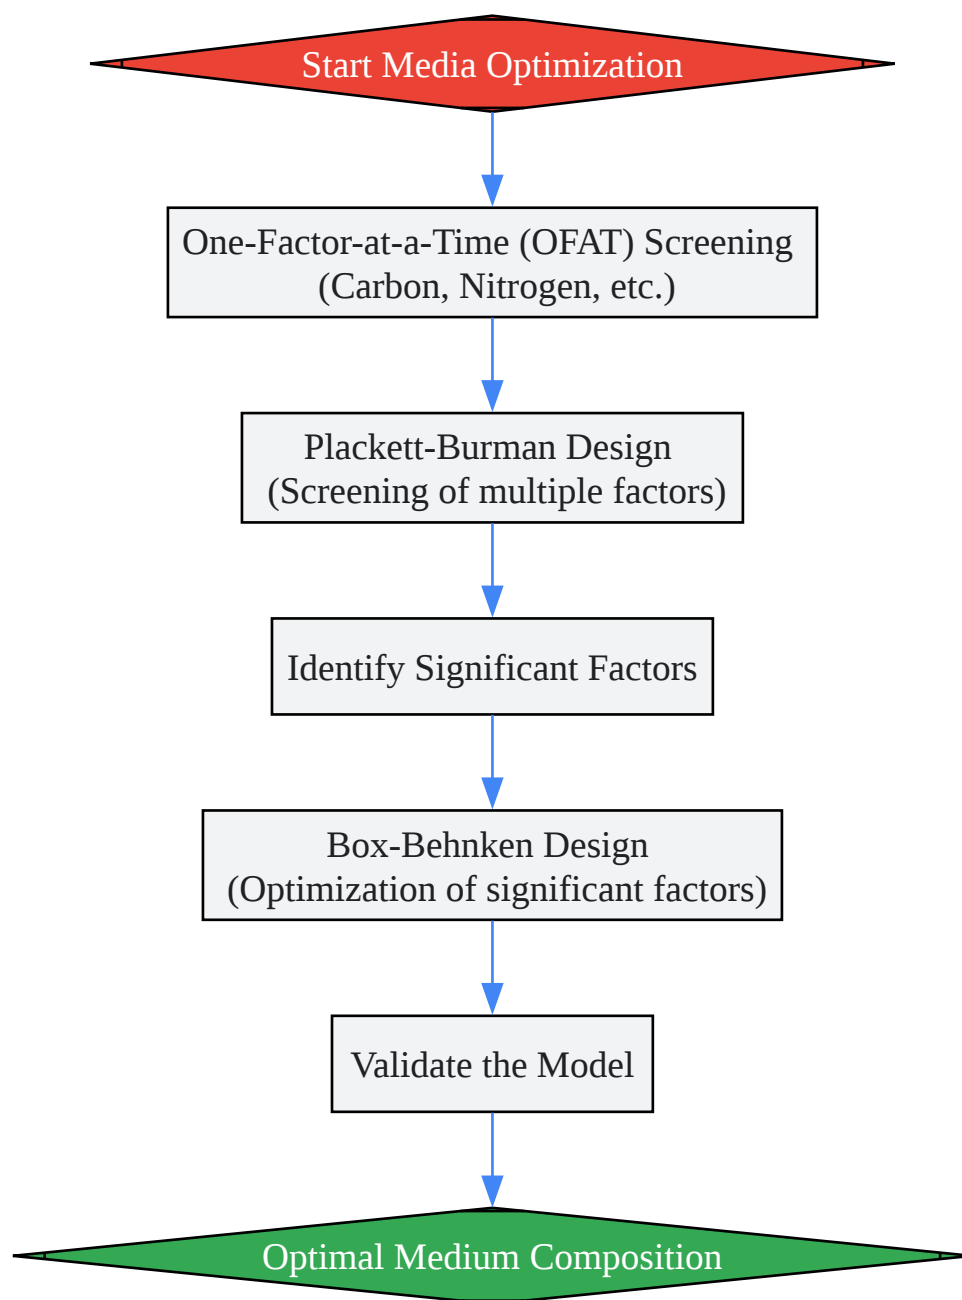 Start Media Optimization
One-Factor-at-a-Time (OFAT) Screening
(Carbon, Nitrogen, etc.)
Plackett-Burman Design
(Screening of multiple factors)
Identify Significant Factors
Box-Behnken Design
(Optimization of significant factors)
Validate the Model
Optimal Medium Composition